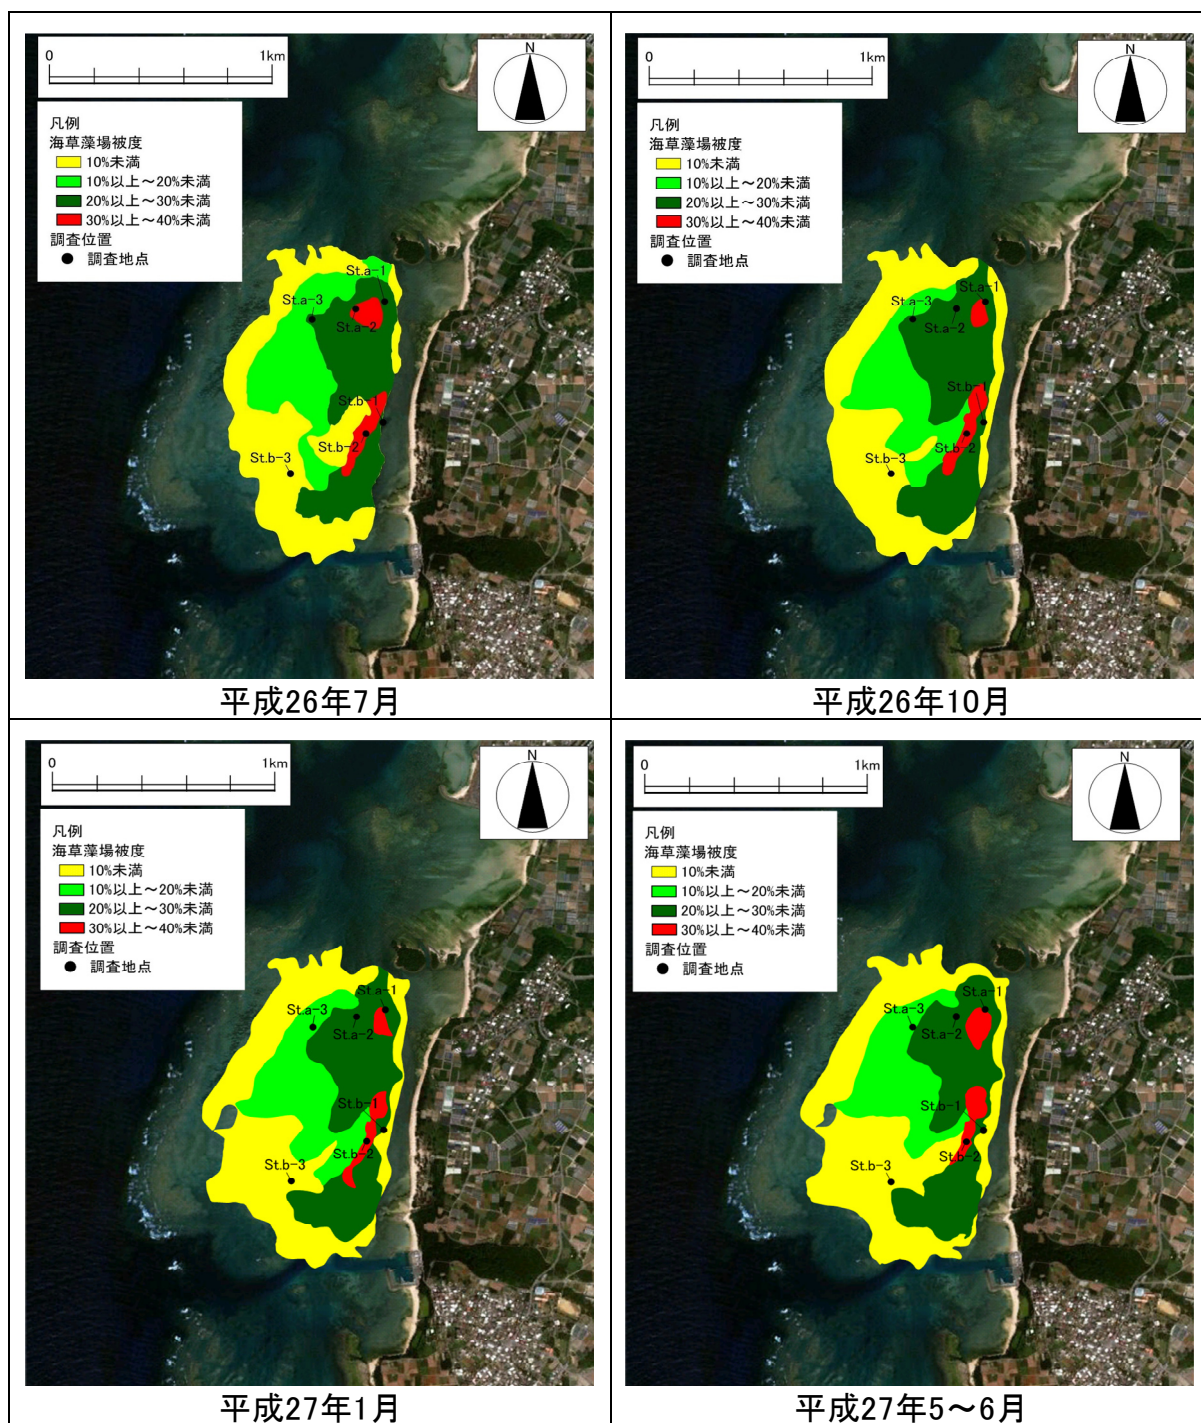 0 1km
N
凡例
海草藻場被度
10%未満
10%以上～20%未満
20%以上～30%未満
30%以上～40%未満
調査位置
調査地点
St.a-1
St.a-3
St.a-2
St.b-1
St.b-2
St.b-3
平成26年7月
0 1km
N
凡例
海草藻場被度
10%未満
10%以上～20%未満
20%以上～30%未満
30%以上～40%未満
調査位置
調査地点
St.a-1
St.a-3
St.a-2
St.b-1
St.b-2
St.b-3
平成26年10月
0 1km
N
凡例
海草藻場被度
10%未満
10%以上～20%未満
20%以上～30%未満
30%以上～40%未満
調査位置
調査地点
St.a-1
St.a-3
St.a-2
St.b-1
St.b-2
St.b-3
平成27年1月
0 1km
N
凡例
海草藻場被度
10%未満
10%以上～20%未満
20%以上～30%未満
30%以上～40%未満
調査位置
調査地点
St.a-1
St.a-3
St.a-2
St.b-1
St.b-2
St.b-3
平成27年5～6月